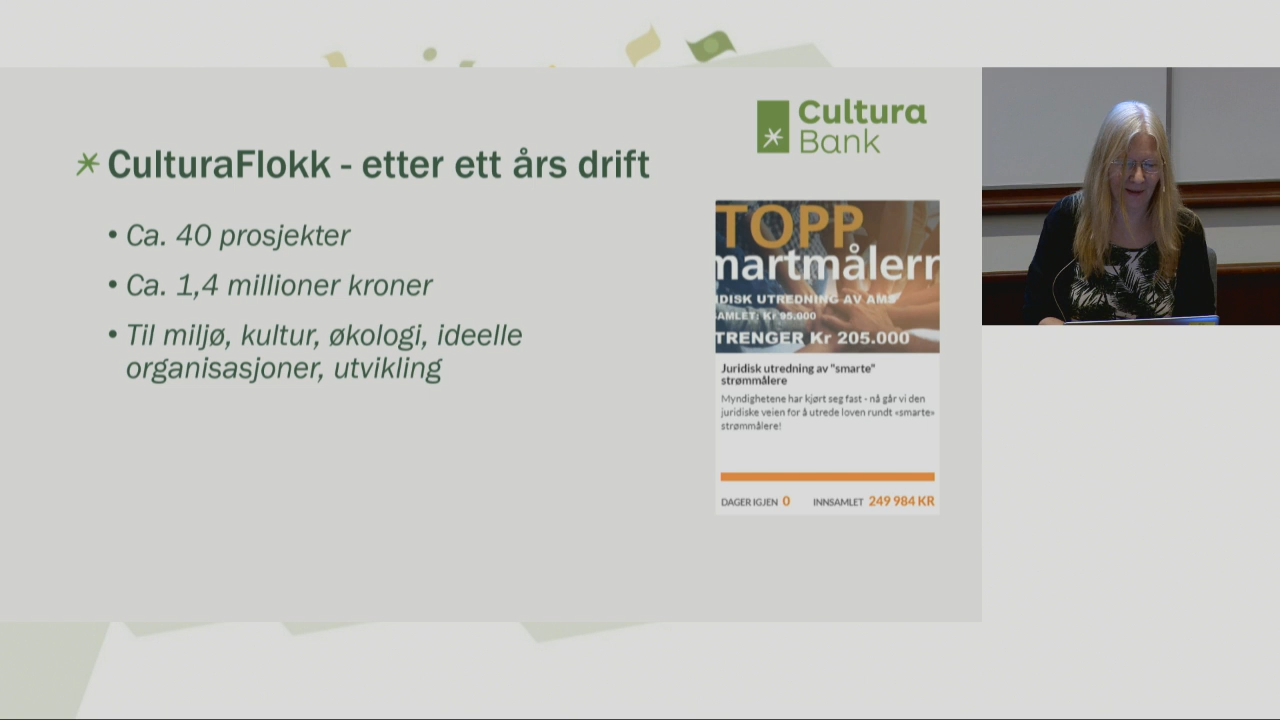 Cultura
Bank
CulturaFlokk - etter ett års drift
• Ca. 40 prosjekter
• Ca. 1,4 millioner kroner
• Til miljø, kultur, økologi, ideelle
organisasjoner, utvikling
TOPP
martmålerr
IDISK UTREDNING AV AMS
SAMLET: Kr 95.000
TRENGER Kr 205.000
Juridisk utredning av "smarte"
strømmålere
Myndighetene har kjørt seg fast - nå går vi den
juridiske veien for å utrede loven rundt «smarte»
strømmålere!
DAGER IGJEN 0 INNSAMLET 249 984 KR